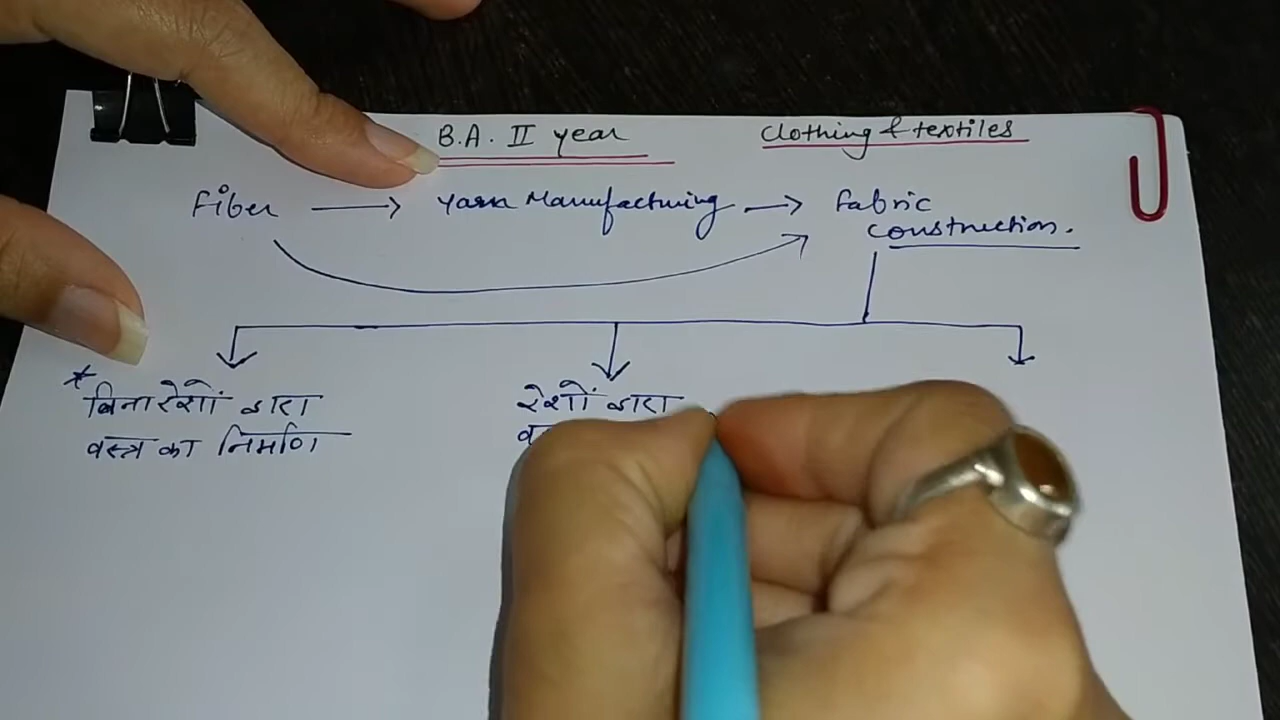 B.A. II year
Clothing & textiles
Fiber → Yarn Manufacturing → Fabric
construction.
* बिना रेशों द्वारा
वस्त्र का निर्माण
रेशों द्वारा